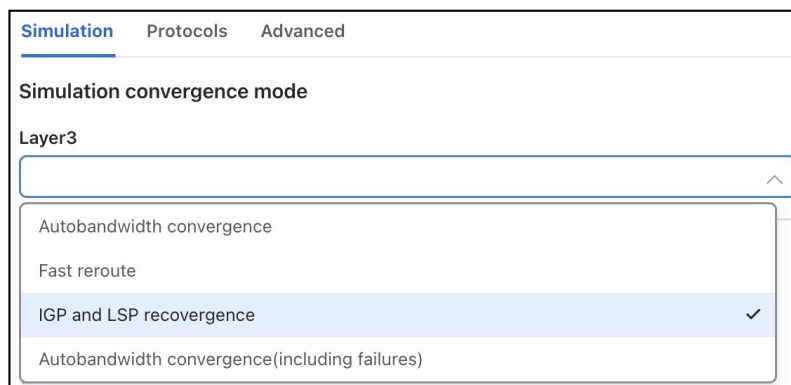 Simulation Protocols Advanced
Simulation convergence mode
Layer3
Autobandwidth convergence
Fast reroute
IGP and LSP recovergence
Autobandwidth convergence(including failures)